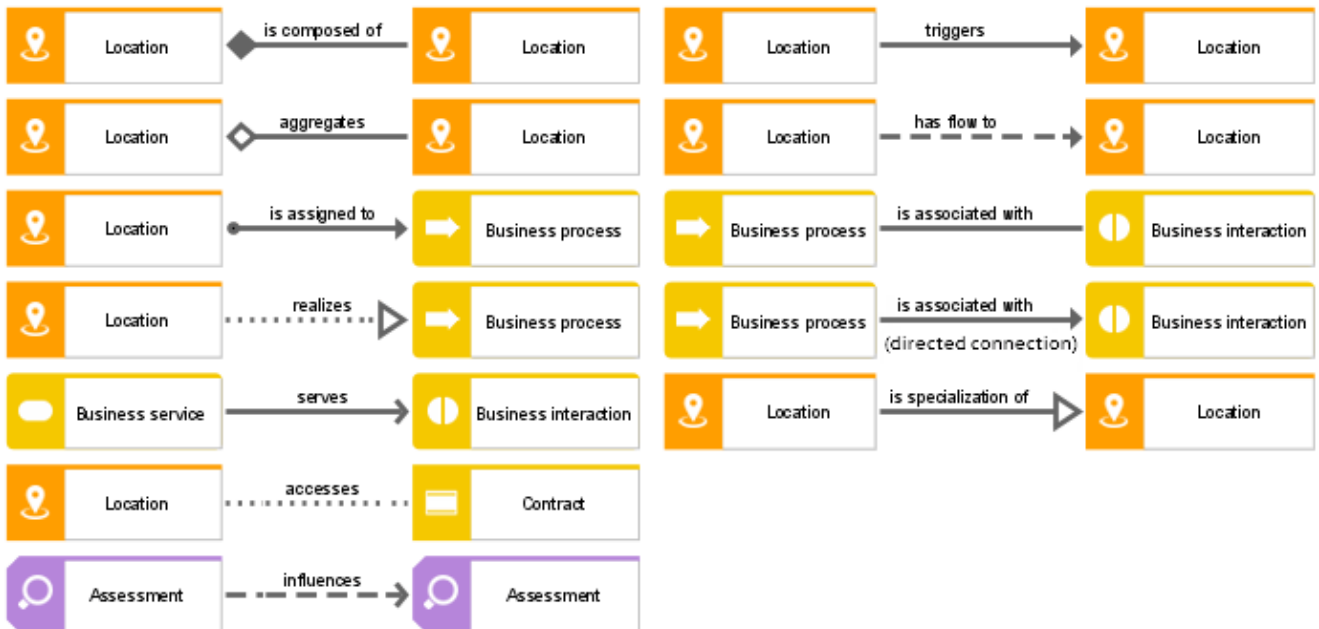 Location is composed of Location
Location triggers Location
Location aggregates Location
Location has flow to Location
Location is assigned to Business process
Business process is associated with Business interaction
Location realizes Business process
Business process is associated with Business interaction
(directed connection)
Business service serves Business interaction
Location is specialization of Location
Location accesses Contract
Assessment influences Assessment